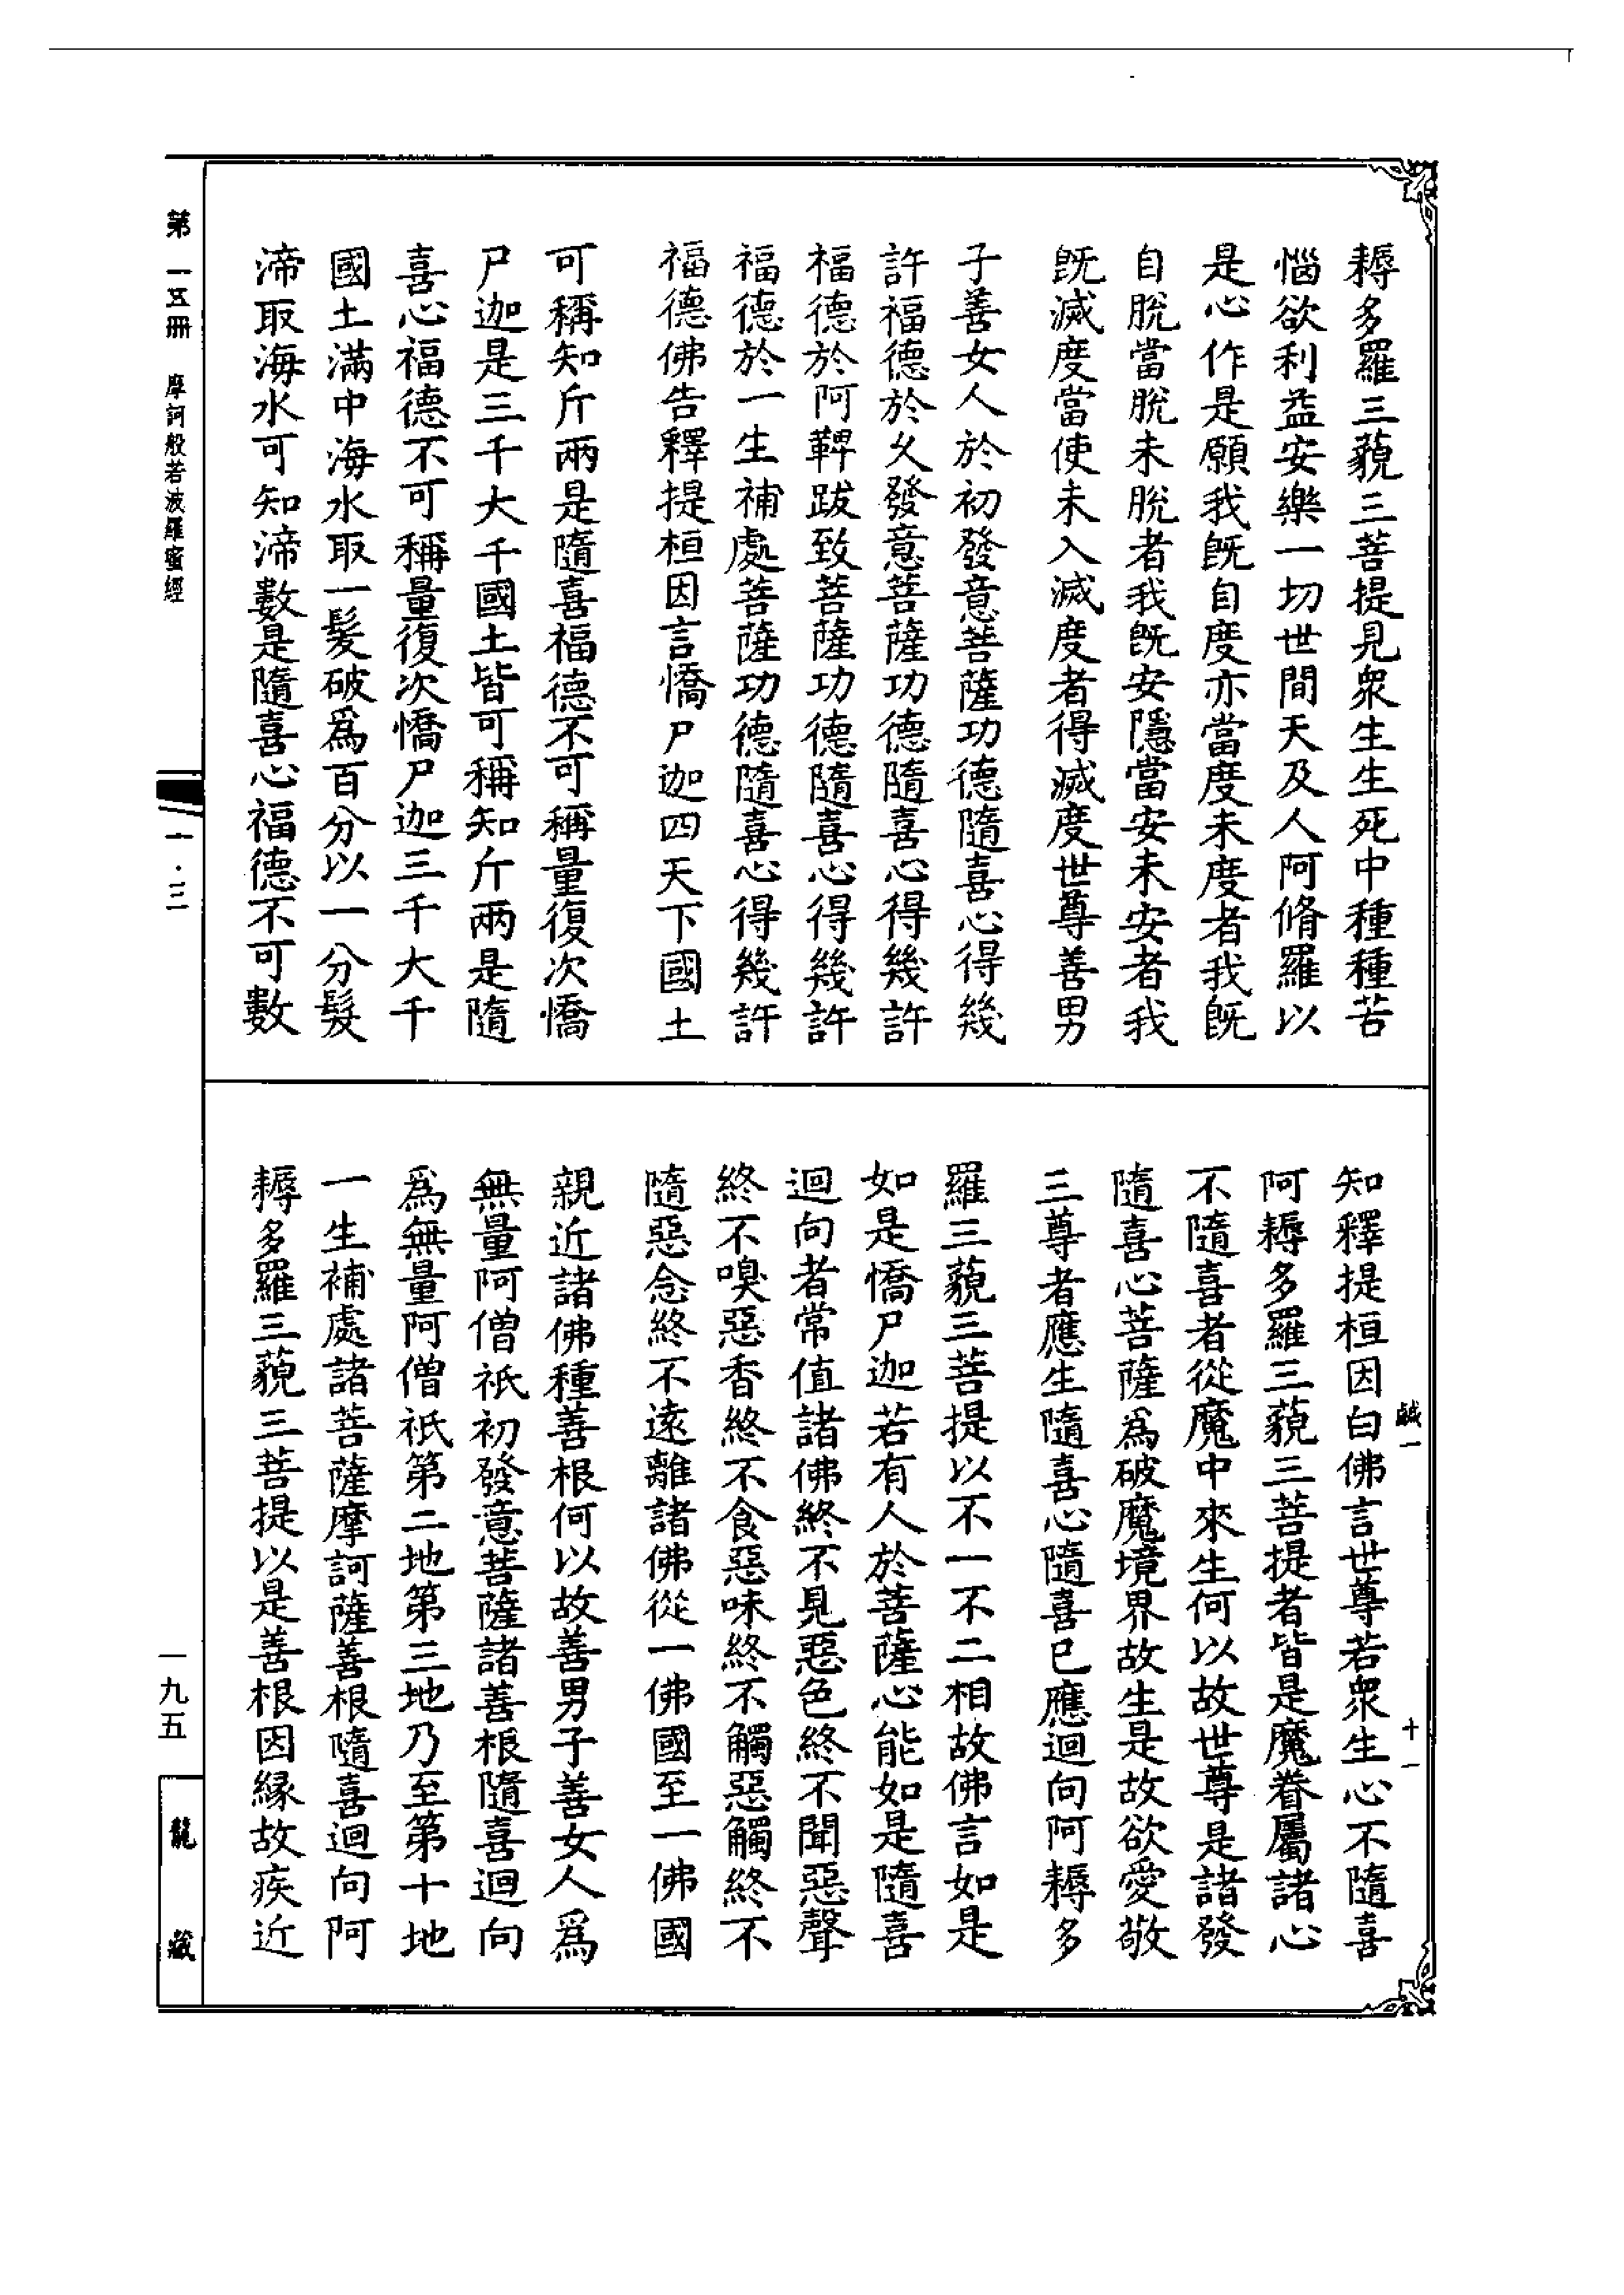 耨多羅三藐三菩提見衆生生死中種種苦
惱欲利益安樂一切世間天及人阿脩羅以
是心作是願我旣自度亦當度未度者我旣
自脫當脫未脫者我旣安隱當安未安者我
旣滅度當使未入滅度者得滅度世尊善男
子善女人於初發意菩薩功德隨喜心得幾
許福德於久發意菩薩功德隨喜心得幾許
福德於阿鞞跋致菩薩功德隨喜心得幾許
福德於一生補處菩薩功德隨喜心得幾許
福德佛告釋提桓因言憍尸迦四天下國土
可稱知斤兩是隨喜福德不可稱量復次憍
尸迦是三千大千國土皆可稱知斤兩是隨
喜心福德不可稱量復次憍尸迦三千大千
國土滿中海水取一髮破爲百分以一分髮
渧取海水可知渧數是隨喜心福德不可數
知釋提桓因白佛言世尊若衆生心不隨喜
阿耨多羅三藐三菩提者皆是魔眷屬諸心
不隨喜者從魔中來生何以故世尊是諸發
隨喜心菩薩爲破魔境界故生是故欲愛敬
三尊者應生隨喜心隨喜已應迴向阿耨多
羅三藐三菩提以不一不二相故佛言如是
如是憍尸迦若有人於菩薩心能如是隨喜
迴向者常值諸佛終不見惡色終不聞惡聲
終不嗅惡香終不食惡味終不觸惡觸終不
隨惡念終不遠離諸佛從一佛國至一佛國
親近諸佛種善根何以故善男子善女人爲
無量阿僧祇初發意菩薩諸善根隨喜迴向
爲無量阿僧祇第二地第三地乃至第十地
一生補處諸菩薩摩訶薩善根隨喜迴向阿
耨多羅三藐三菩提以是善根因緣故疾近
鹹一 十一
第一五冊 摩訶般若波羅蜜經
一·三
一九五
龍藏